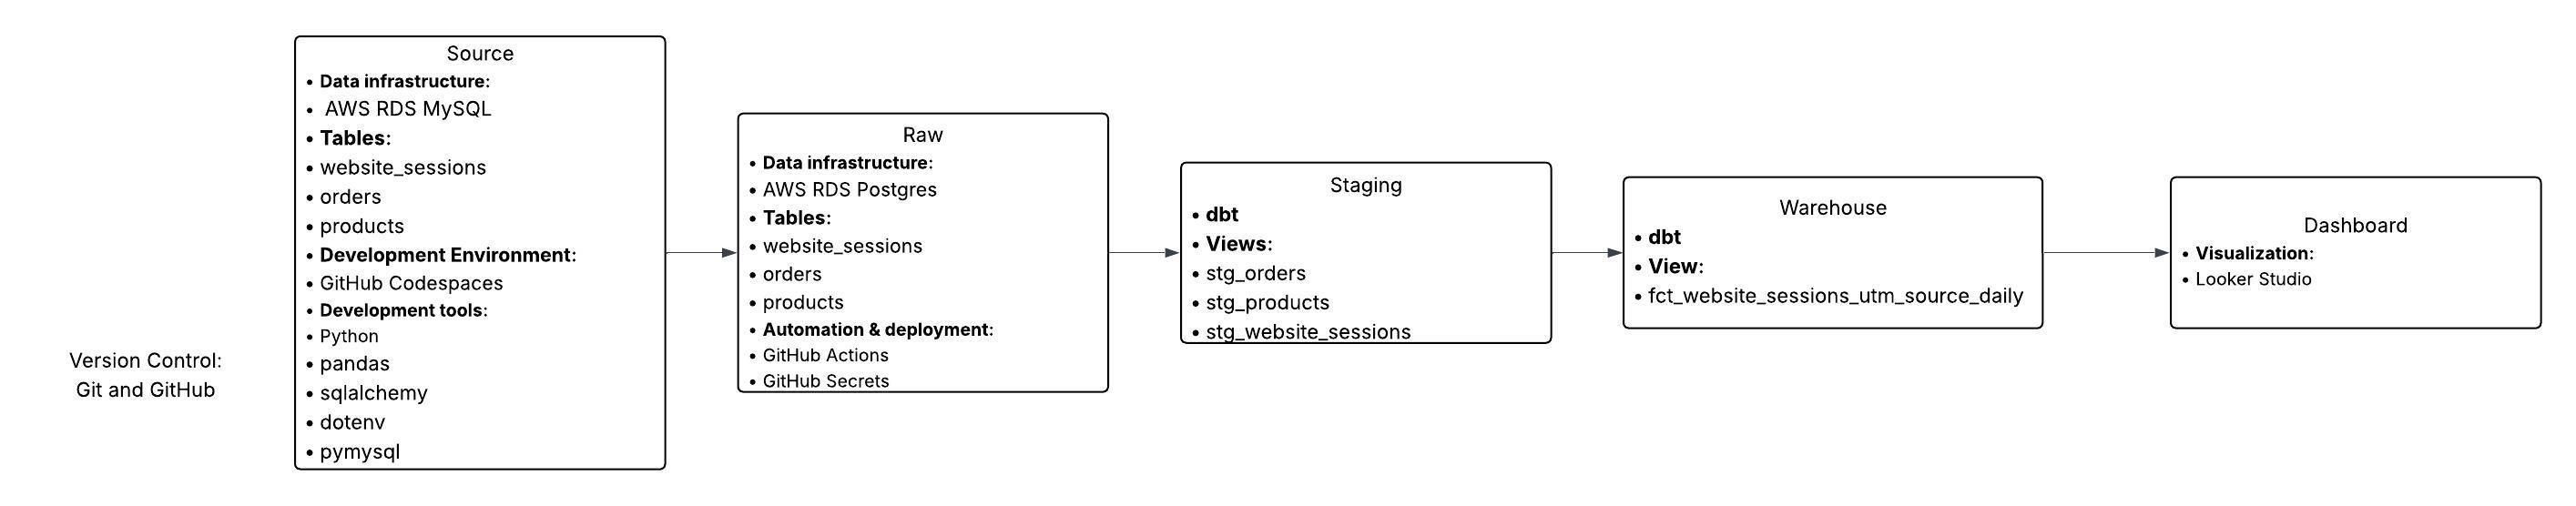 Version Control:
Git and GitHub
Source
• Data infrastructure:
• AWS RDS MySQL
• Tables:
• website_sessions
• orders
• products
• Development Environment:
• GitHub Codespaces
• Development tools:
• Python
• pandas
• sqlalchemy
• dotenv
• pymysql
Raw
• Data infrastructure:
• AWS RDS Postgres
• Tables:
• website_sessions
• orders
• products
• Automation & deployment:
• GitHub Actions
• GitHub Secrets
Staging
• dbt
• Views:
• stg_orders
• stg_products
• stg_website_sessions
Warehouse
• dbt
• View:
• fct_website_sessions_utm_source_daily
Dashboard
• Visualization:
• Looker Studio